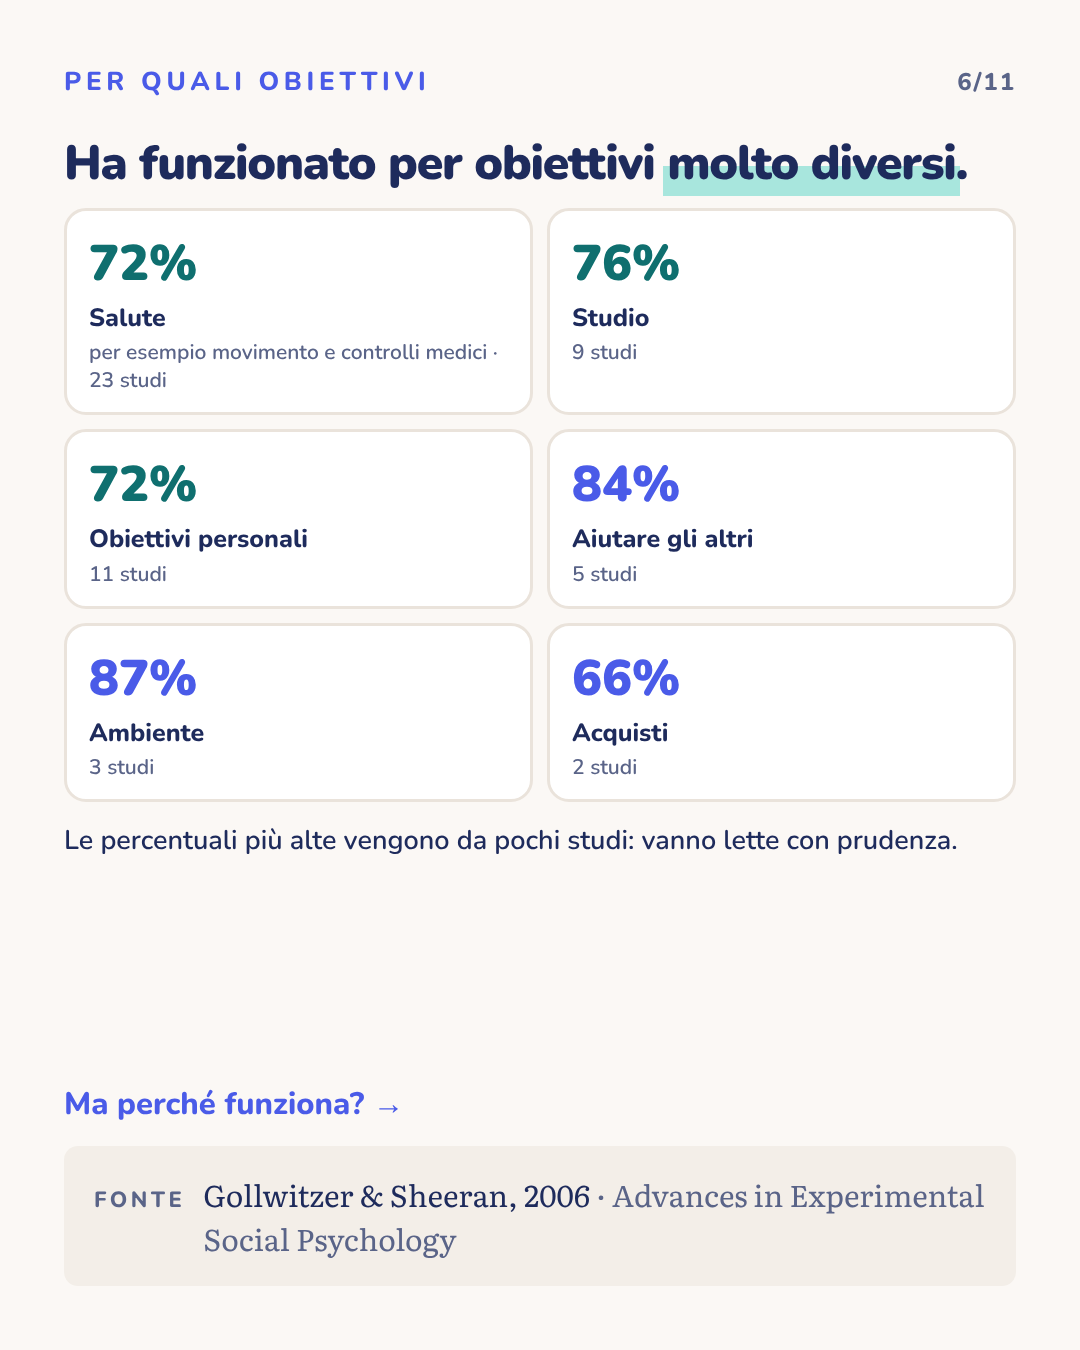 PER QUALI OBIETTIVI
6/11
Ha funzionato per obiettivi molto diversi.
72%
Salute
per esempio movimento e controlli medici ·
23 studi
76%
Studio
9 studi
72%
Obiettivi personali
11 studi
84%
Aiutare gli altri
5 studi
87%
Ambiente
3 studi
66%
Acquisti
2 studi
Le percentuali più alte vengono da pochi studi: vanno lette con prudenza.
Ma perché funziona? →
FONTE Gollwitzer & Sheeran, 2006 · Advances in Experimental
Social Psychology